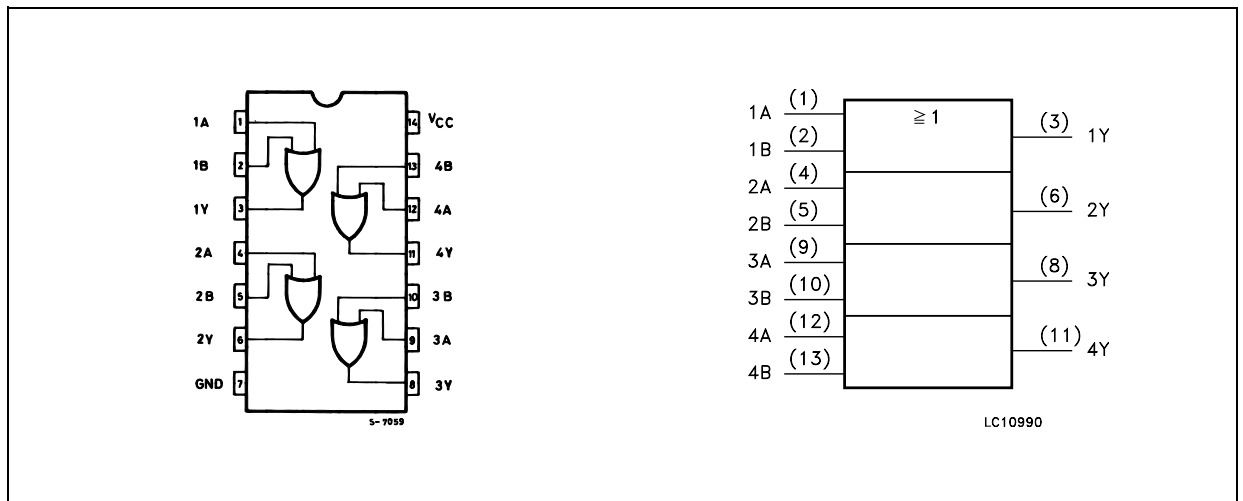 1A 1 14 VCC
1B 2 13 4B
1Y 3 12 4A
2A 4 11 4Y
2B 5 10 3B
2Y 6 9 3A
GND 7 8 3Y
S-7059
≧1
1A (1)
1B (2)
2A (4)
2B (5)
3A (9)
3B (10)
4A (12)
4B (13)
(3) 1Y
(6) 2Y
(8) 3Y
(11) 4Y
LC10990